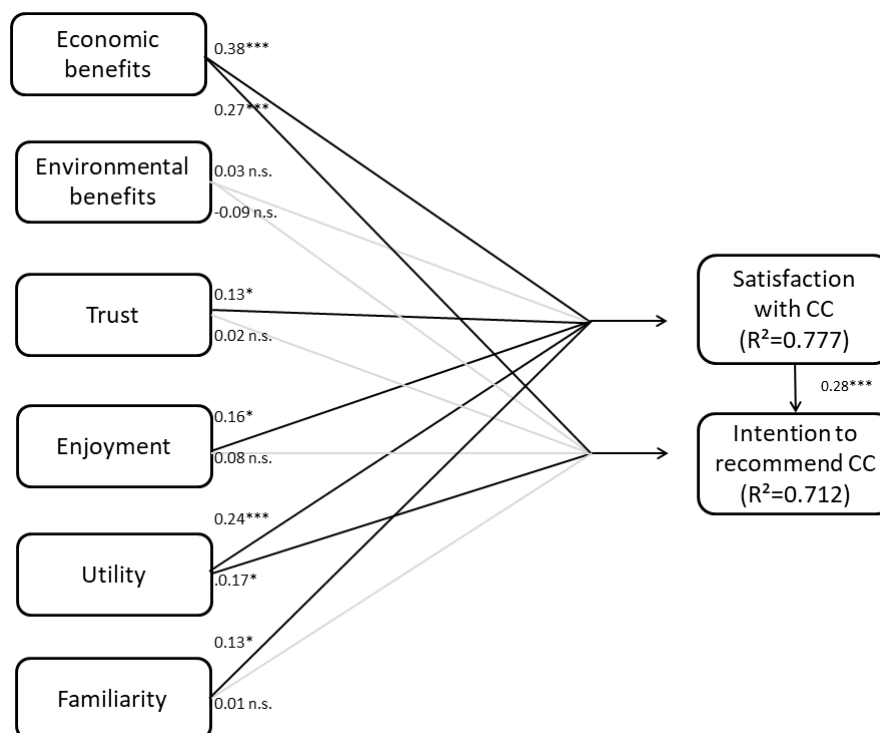 0.38***
Economic
benefits
0.27***
Environmental
benefits
0.03 n.s.
-0.09 n.s.
Trust
0.13*
0.02 n.s.
Satisfaction
with CC
(R²=0.777)
0.28***
Enjoyment
0.16*
0.08 n.s.
Intention to
recommend CC
(R²=0.712)
Utility
0.24***
.0.17*
Familiarity
0.13*
0.01 n.s.